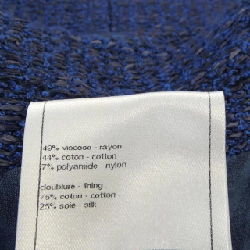 49% viscose - rayon
44% coton - cotton
7% polyamide - nylon
doublure - lining
75% coton - cotton
25% soie - silk